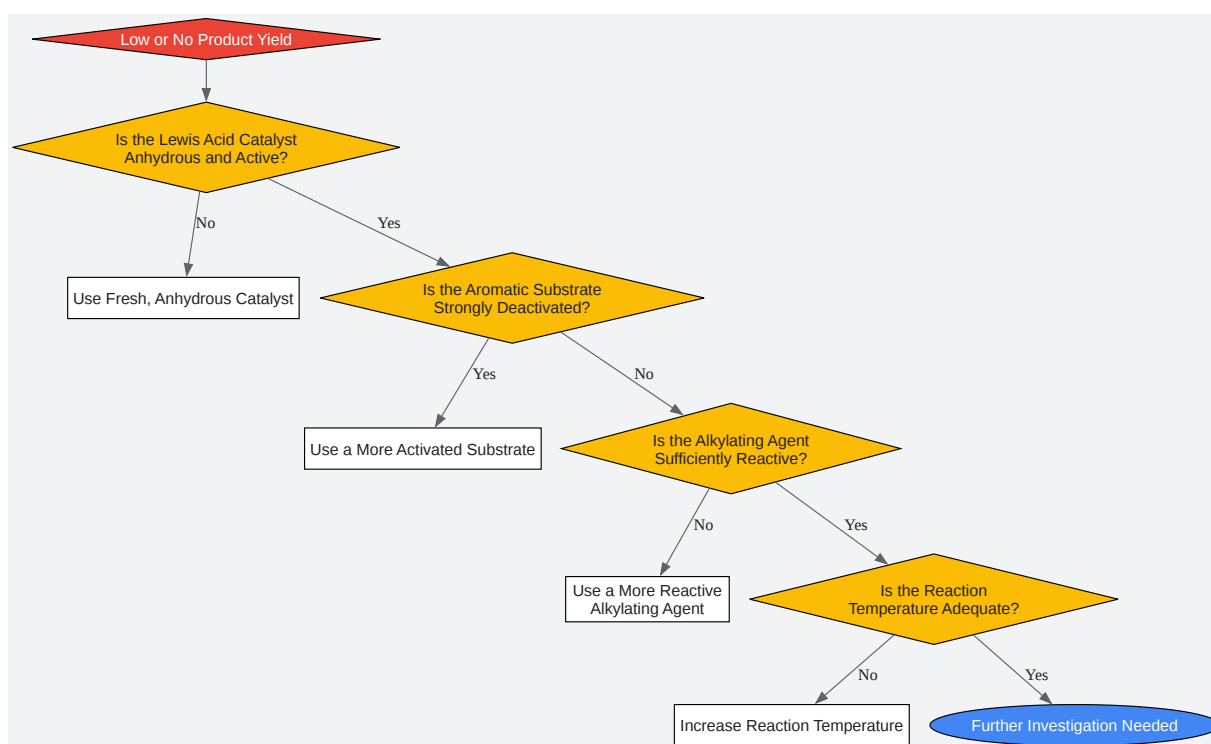 Low or No Product Yield
Is the Lewis Acid Catalyst
Anhydrous and Active?
No
Yes
Use Fresh, Anhydrous Catalyst
Is the Aromatic Substrate
Strongly Deactivated?
Yes
No
Use a More Activated Substrate
Is the Alkylating Agent
Sufficiently Reactive?
No
Yes
Use a More Reactive
Alkylating Agent
Is the Reaction
Temperature Adequate?
No
Yes
Increase Reaction Temperature
Further Investigation Needed